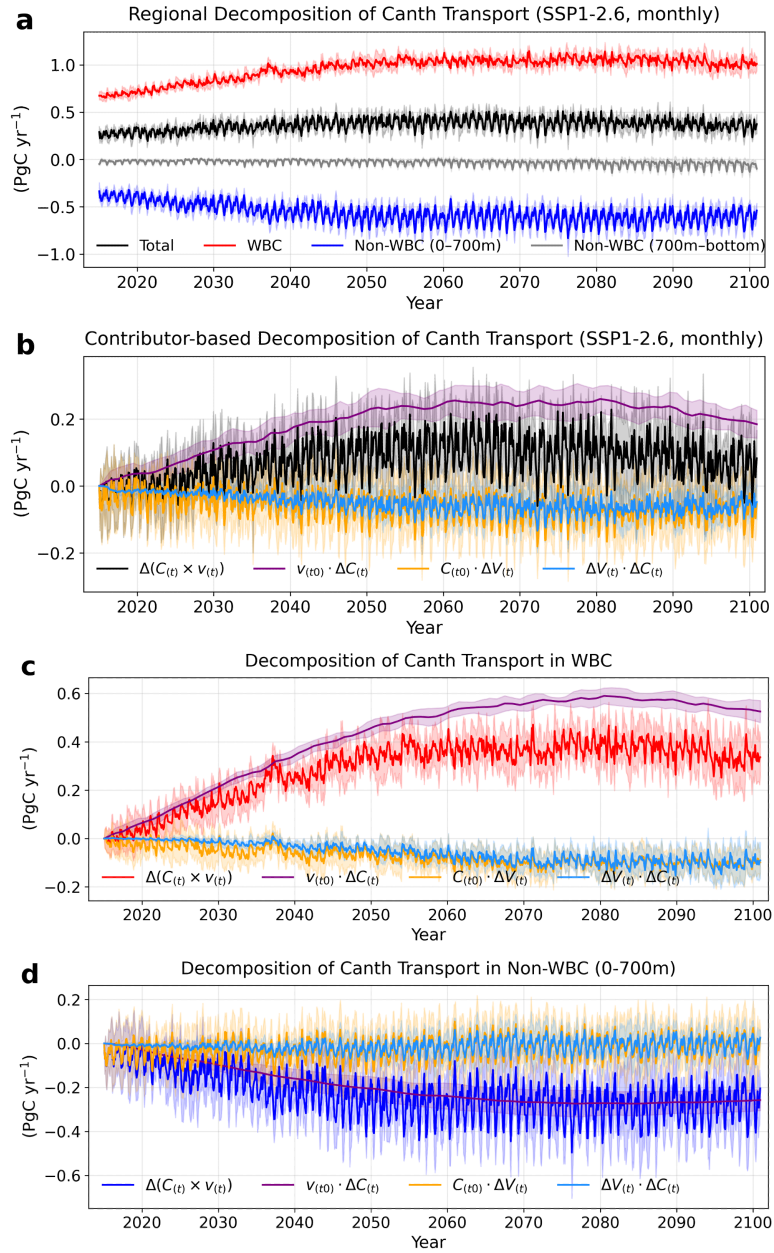 a
Regional Decomposition of Canth Transport (SSP1-2.6, monthly)
(PgC yr⁻¹)
1.0
0.5
0.0
−0.5
−1.0
Total
WBC
Non-WBC (0–700m)
Non-WBC (700m–bottom)
2020 2030 2040 2050 2060 2070 2080 2090 2100
Year
b
Contributor-based Decomposition of Canth Transport (SSP1-2.6, monthly)
(PgC yr⁻¹)
0.2
0.0
−0.2
Δ(C₍t₎ × v₍t₎)
v₍t0₎ · ΔC₍t₎
C₍t0₎ · ΔV₍t₎
ΔV₍t₎ · ΔC₍t₎
2020 2030 2040 2050 2060 2070 2080 2090 2100
Year
c
Decomposition of Canth Transport in WBC
(PgC yr⁻¹)
0.6
0.4
0.2
0.0
−0.2
Δ(C₍t₎ × v₍t₎)
v₍t0₎ · ΔC₍t₎
C₍t0₎ · ΔV₍t₎
ΔV₍t₎ · ΔC₍t₎
2020 2030 2040 2050 2060 2070 2080 2090 2100
Year
d
Decomposition of Canth Transport in Non-WBC (0-700m)
(PgC yr⁻¹)
0.2
0.0
−0.2
−0.4
−0.6
Δ(C₍t₎ × v₍t₎)
v₍t0₎ · ΔC₍t₎
C₍t0₎ · ΔV₍t₎
ΔV₍t₎ · ΔC₍t₎
2020 2030 2040 2050 2060 2070 2080 2090 2100
Year